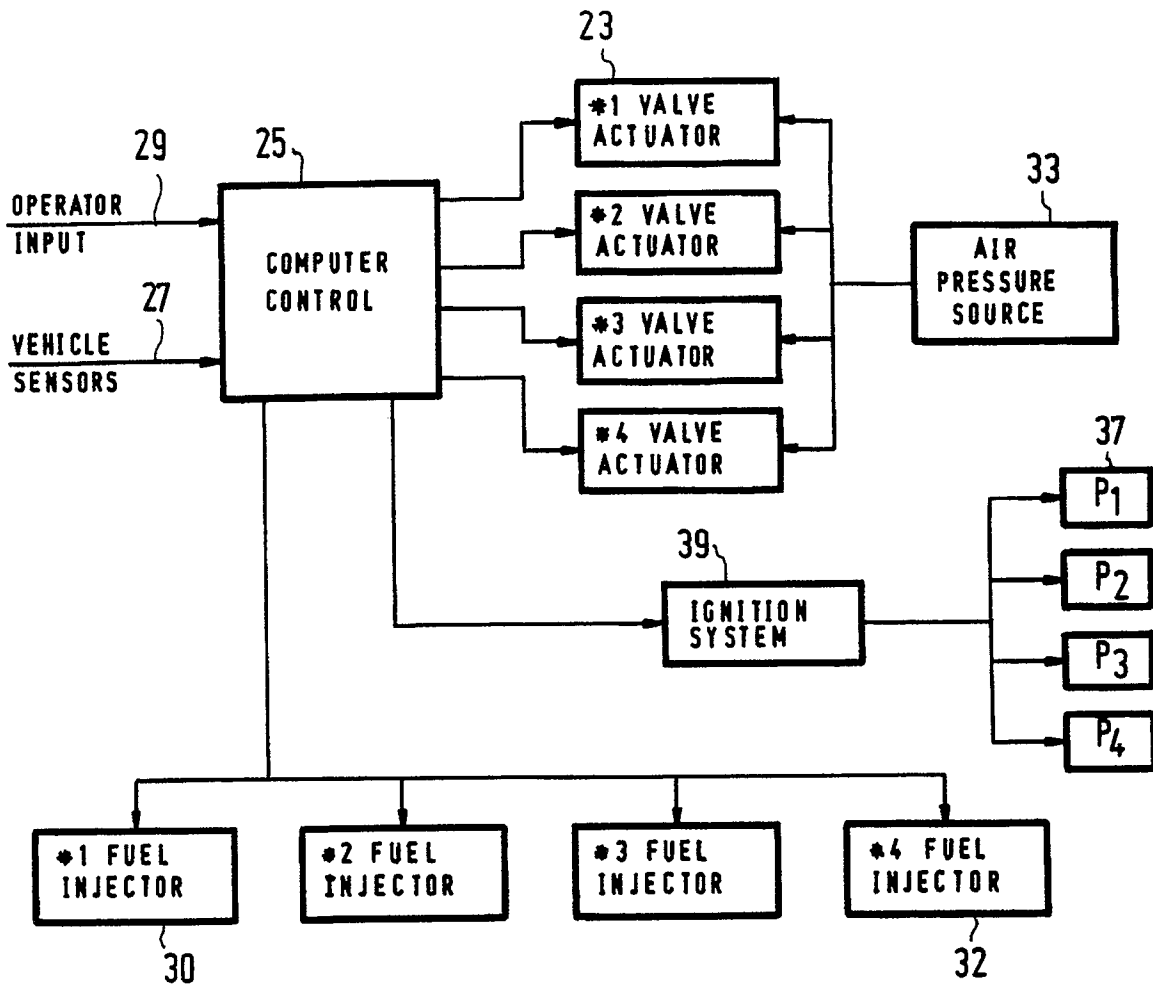 23
*1 VALVE
ACTUATOR
29
25
33
OPERATOR
INPUT
*2 VALVE
ACTUATOR
AIR
PRESSURE
SOURCE
COMPUTER
CONTROL
27
*3 VALVE
ACTUATOR
VEHICLE
SENSORS
*4 VALVE
ACTUATOR
37
P1
39
P2
IGNITION
SYSTEM
P3
P4
*1 FUEL
INJECTOR
*2 FUEL
INJECTOR
*3 FUEL
INJECTOR
*4 FUEL
INJECTOR
30
32